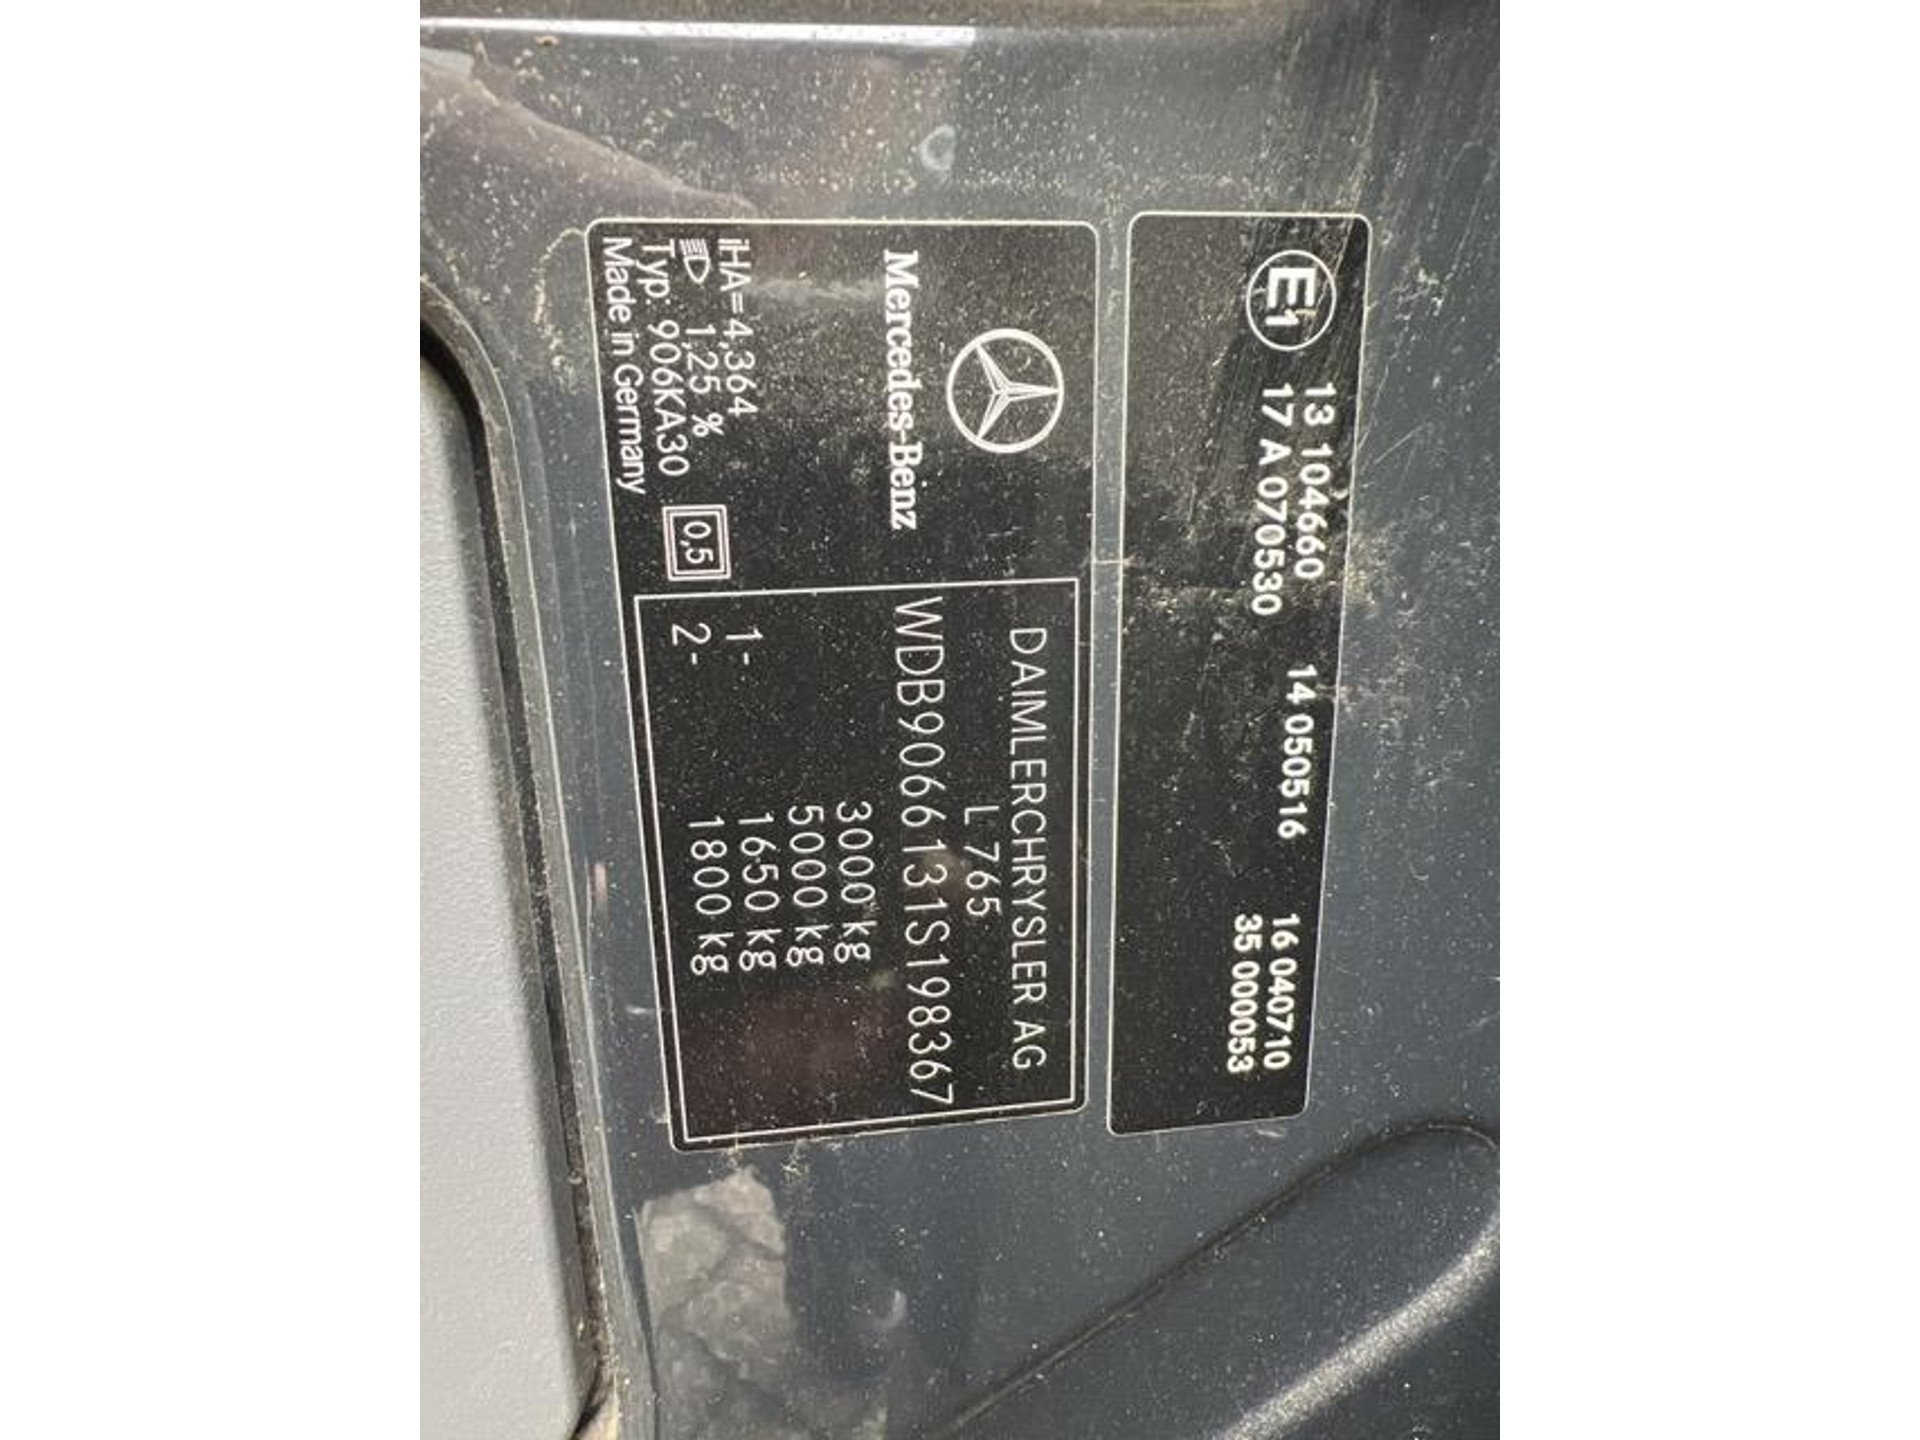 E1
13 104660
14 050516
16 040710
17 A 070530
35 000053
Mercedes-Benz
DAIMLERCHRYSLER AG
L 765
WDB9066131S198367
3000 kg
5000 kg
1- 1650 kg
2- 1800 kg
iHA=4,364
1,25 %
Typ: 906KA30
0,5
Made in Germany